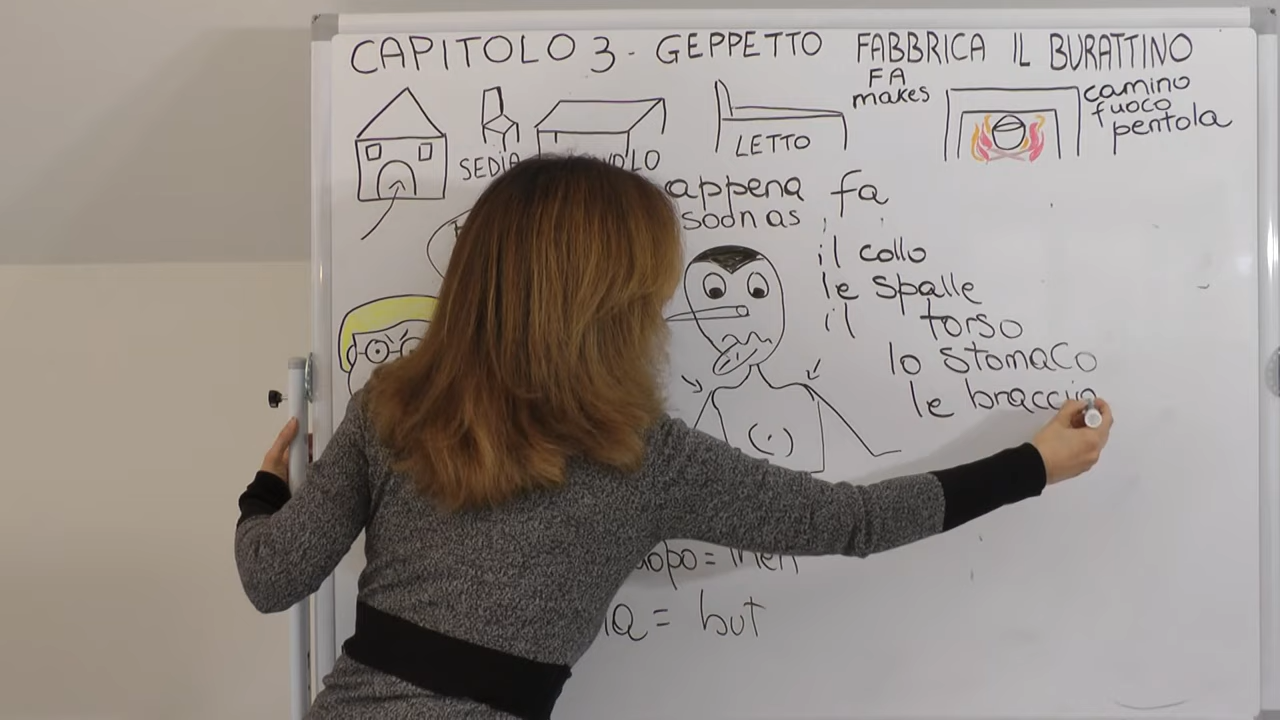 CAPITOLO 3 - GEPPETTO FABBRICA IL BURATTINO
FA
makes
camino
fuoco
pentola
SEDIA
LETTO
appena fa
soon as
il collo
le spalle
il torso
lo stomaco
le braccia
dopo = then
= but